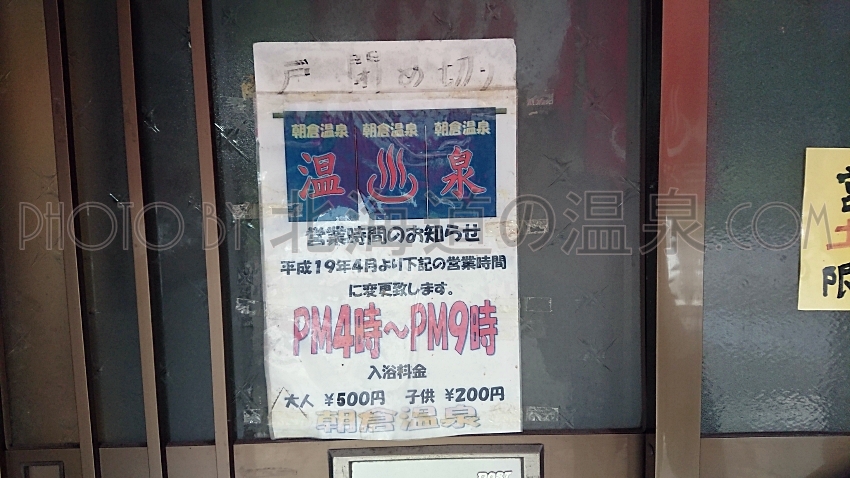 戸 閉め切り
朝倉温泉 朝倉温泉 朝倉温泉
温 ♨ 泉
営業時間のお知らせ
平成19年4月より下記の営業時間
に変更致します。
PM4時～PM9時
入浴料金
大人 ¥500円 子供 ¥200円
朝倉温泉
PHOTO BY 北海道の温泉.COM
営
土
限
POST